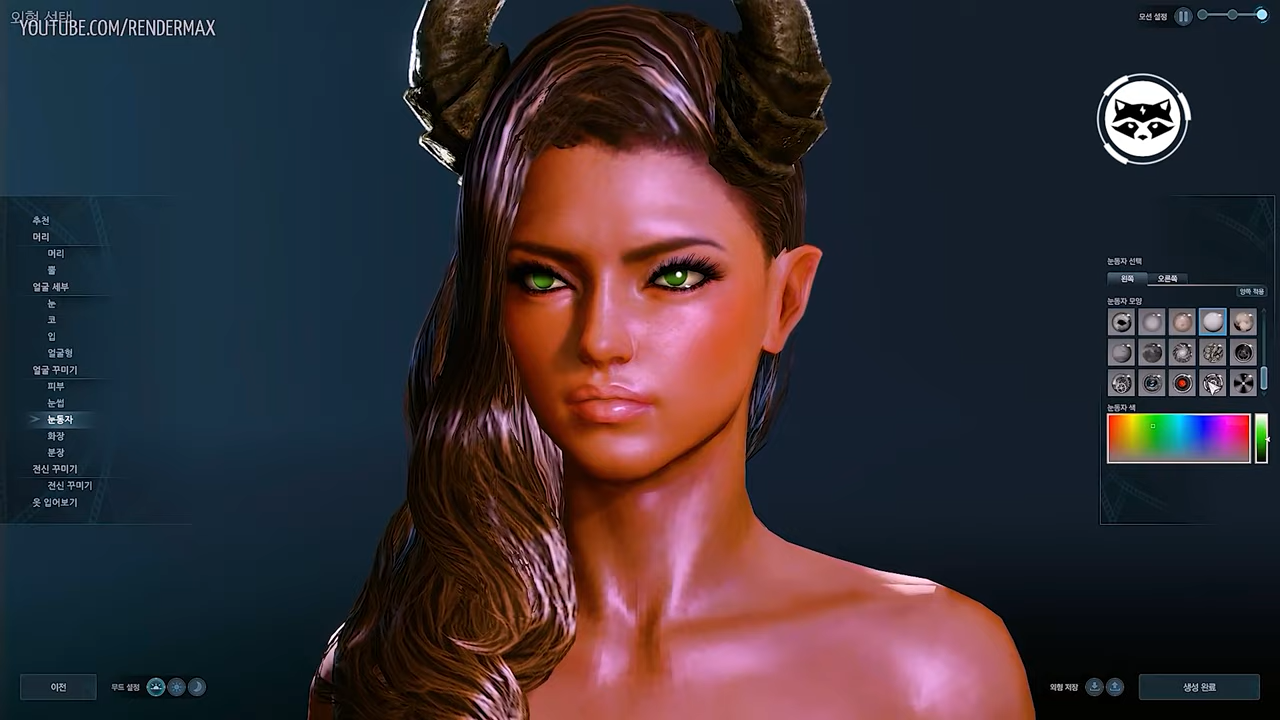 외형 선택
YOUTUBE.COM/RENDERMAX
모션 설정
추천
머리
머리
뿔
얼굴 세부
눈
코
입
얼굴형
얼굴 꾸미기
피부
눈썹
눈동자
화장
분장
전신 꾸미기
전신 꾸미기
옷 입어보기
눈동자 선택
왼쪽 오른쪽
양쪽 적용
눈동자 모양
눈동자 색
이전
무드 설정
외형 저장
생성 완료